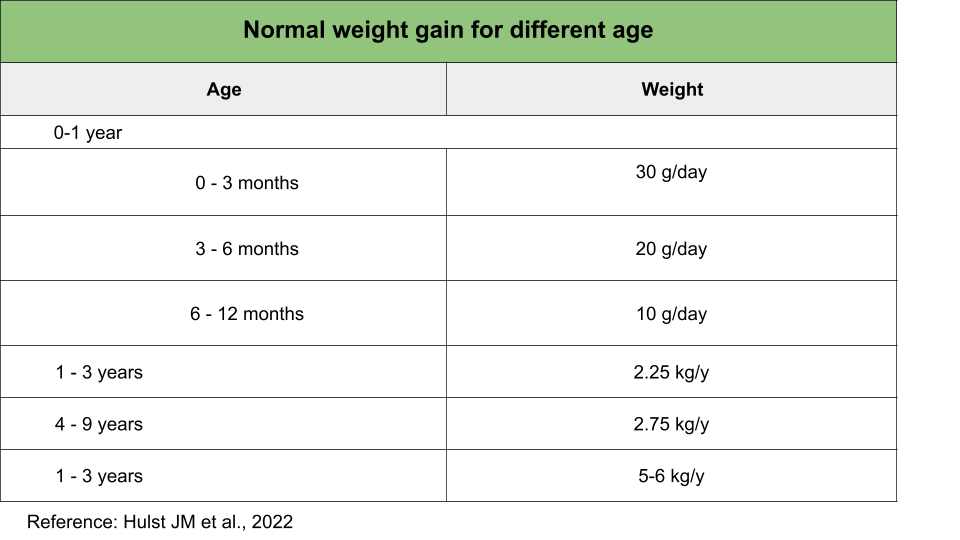 Normal weight gain for different age
Age Weight
0-1 year
0 - 3 months 30 g/day
3 - 6 months 20 g/day
6 - 12 months 10 g/day
1 - 3 years 2.25 kg/y
4 - 9 years 2.75 kg/y
1 - 3 years 5-6 kg/y
Reference: Hulst JM et al., 2022